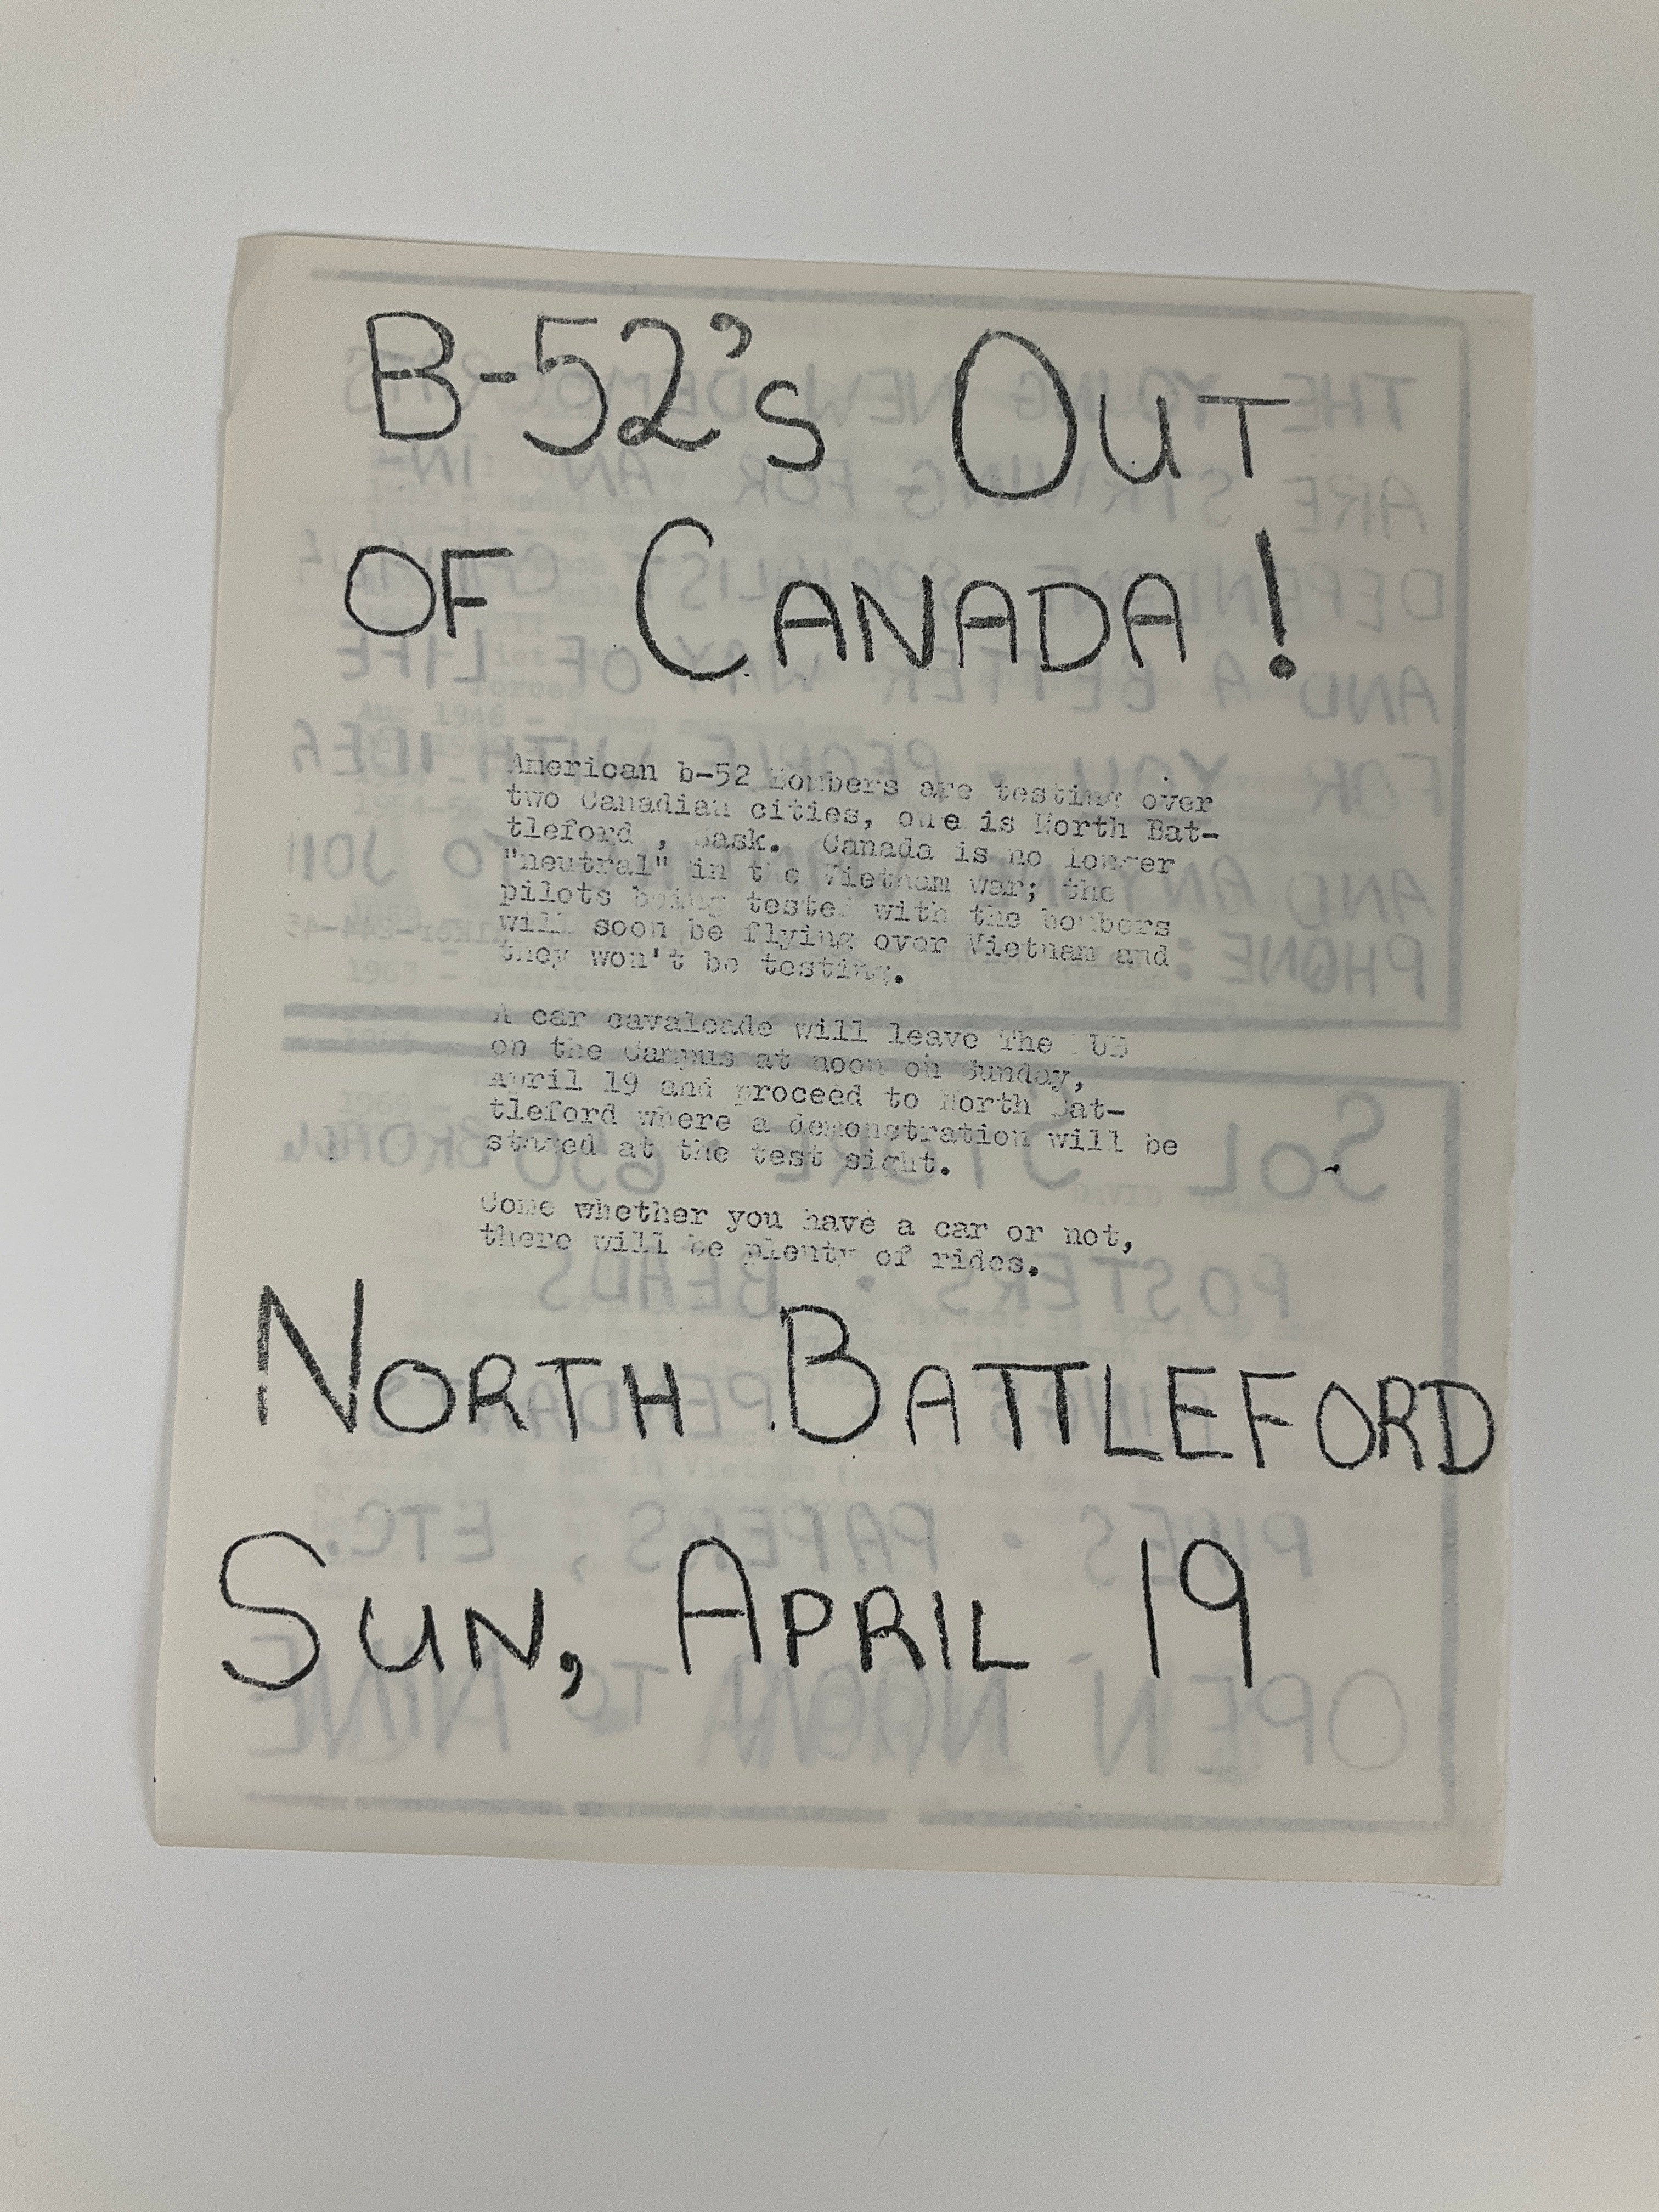 B-52's OUT
OF CANADA!
American b-52 Bombers are testing over
two Canadian cities, one is North Bat-
tleford , Sask. Canada is no longer
"neutral" in the Vietnam war; the
pilots being tested with the bombers
will soon be flying over Vietnam and
they won't be testing.
A car cavalcade will leave The UB
on the Campus at noon on Sunday,
April 19 and proceed to North Bat-
tleford where a demonstration will be
staged at the test sight.
Come whether you have a car or not,
there will be plenty of rides.
NORTH BATTLEFORD
SUN, APRIL 19